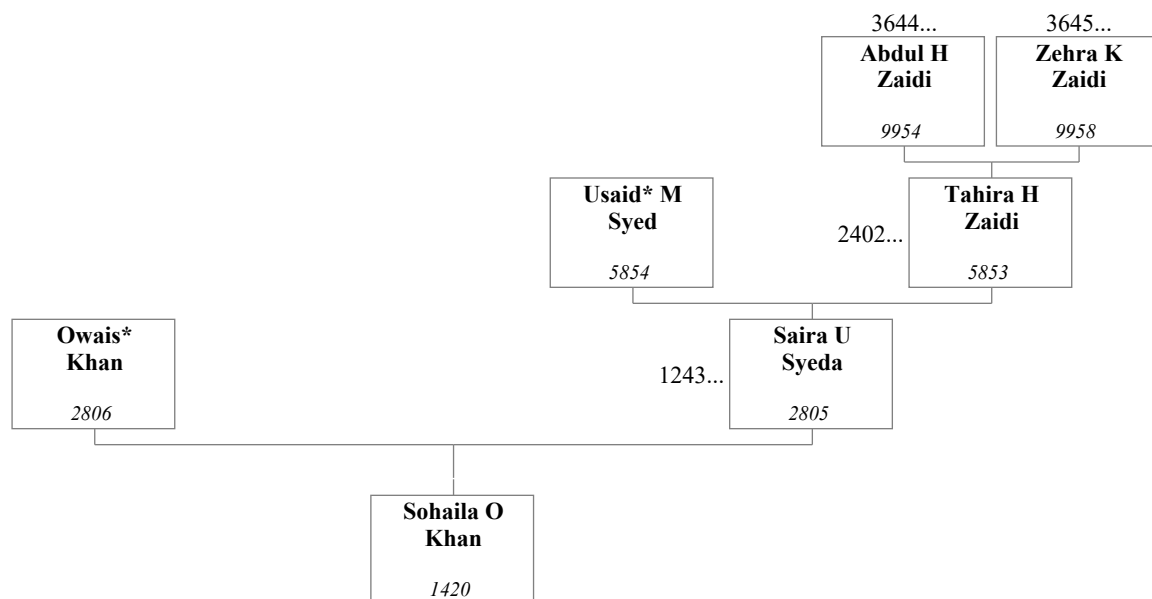 3644...
3645...
Abdul H
Zaidi
9954
Zehra K
Zaidi
9958
Usaid* M
Syed
5854
2402...
Tahira H
Zaidi
5853
Owais*
Khan
2806
1243...
Saira U
Syeda
2805
Sohaila O
Khan
1420